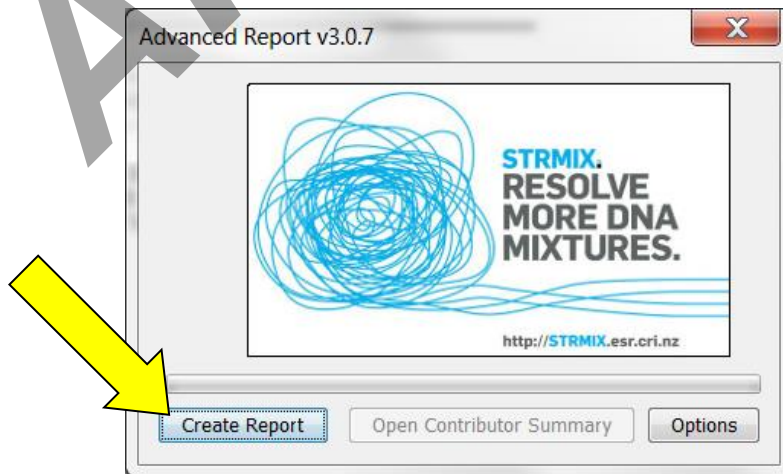 Advanced Report v3.0.7
STRMIX.
RESOLVE
MORE DNA
MIXTURES.
http://STRMIX.esr.cri.nz
Create Report
Open Contributor Summary
Options